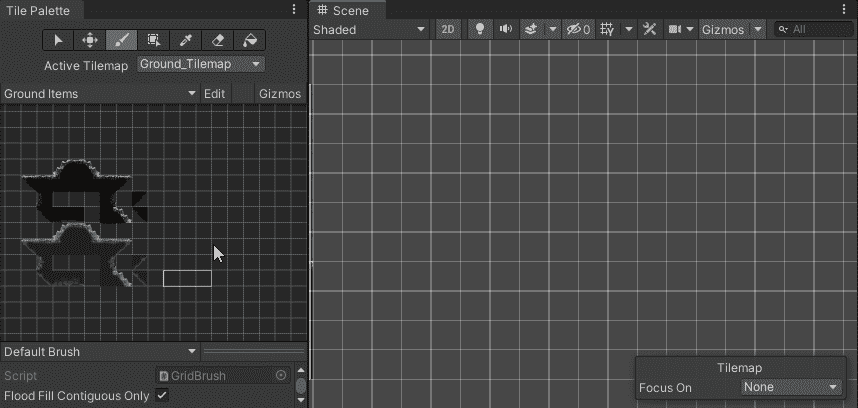 Tile Palette
Active Tilemap Ground_Tilemap
Ground Items Edit Gizmos
Default Brush
Script GridBrush
Flood Fill Contiguous Only
Scene
Shaded 2D 0 Gizmos All
Tilemap
Focus On None